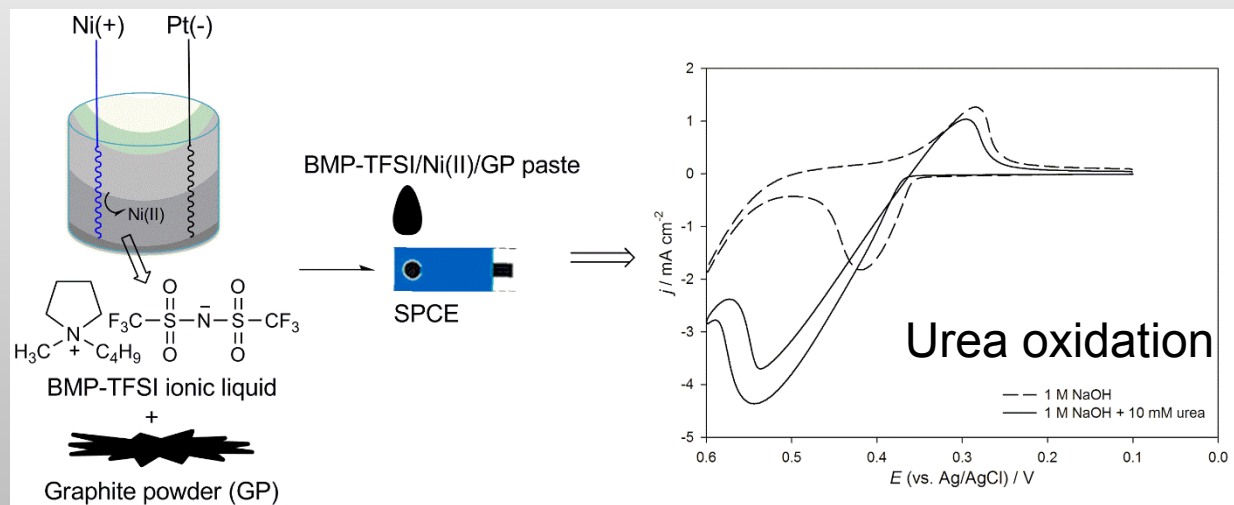 Ni(+)
Pt(-)
Ni(II)
N
+
H3C
C4H9
O
O
F3C
S
N
−
S
CF3
O
O
BMP-TFSI ionic liquid
+
Graphite powder (GP)
BMP-TFSI/Ni(II)/GP paste
SPCE
2
1
0
-1
-2
-3
-4
-5
j / mA cm⁻²
Urea oxidation
1 M NaOH
1 M NaOH + 10 mM urea
0.6
0.5
0.4
0.3
0.2
0.1
0.0
E (vs. Ag/AgCl) / V